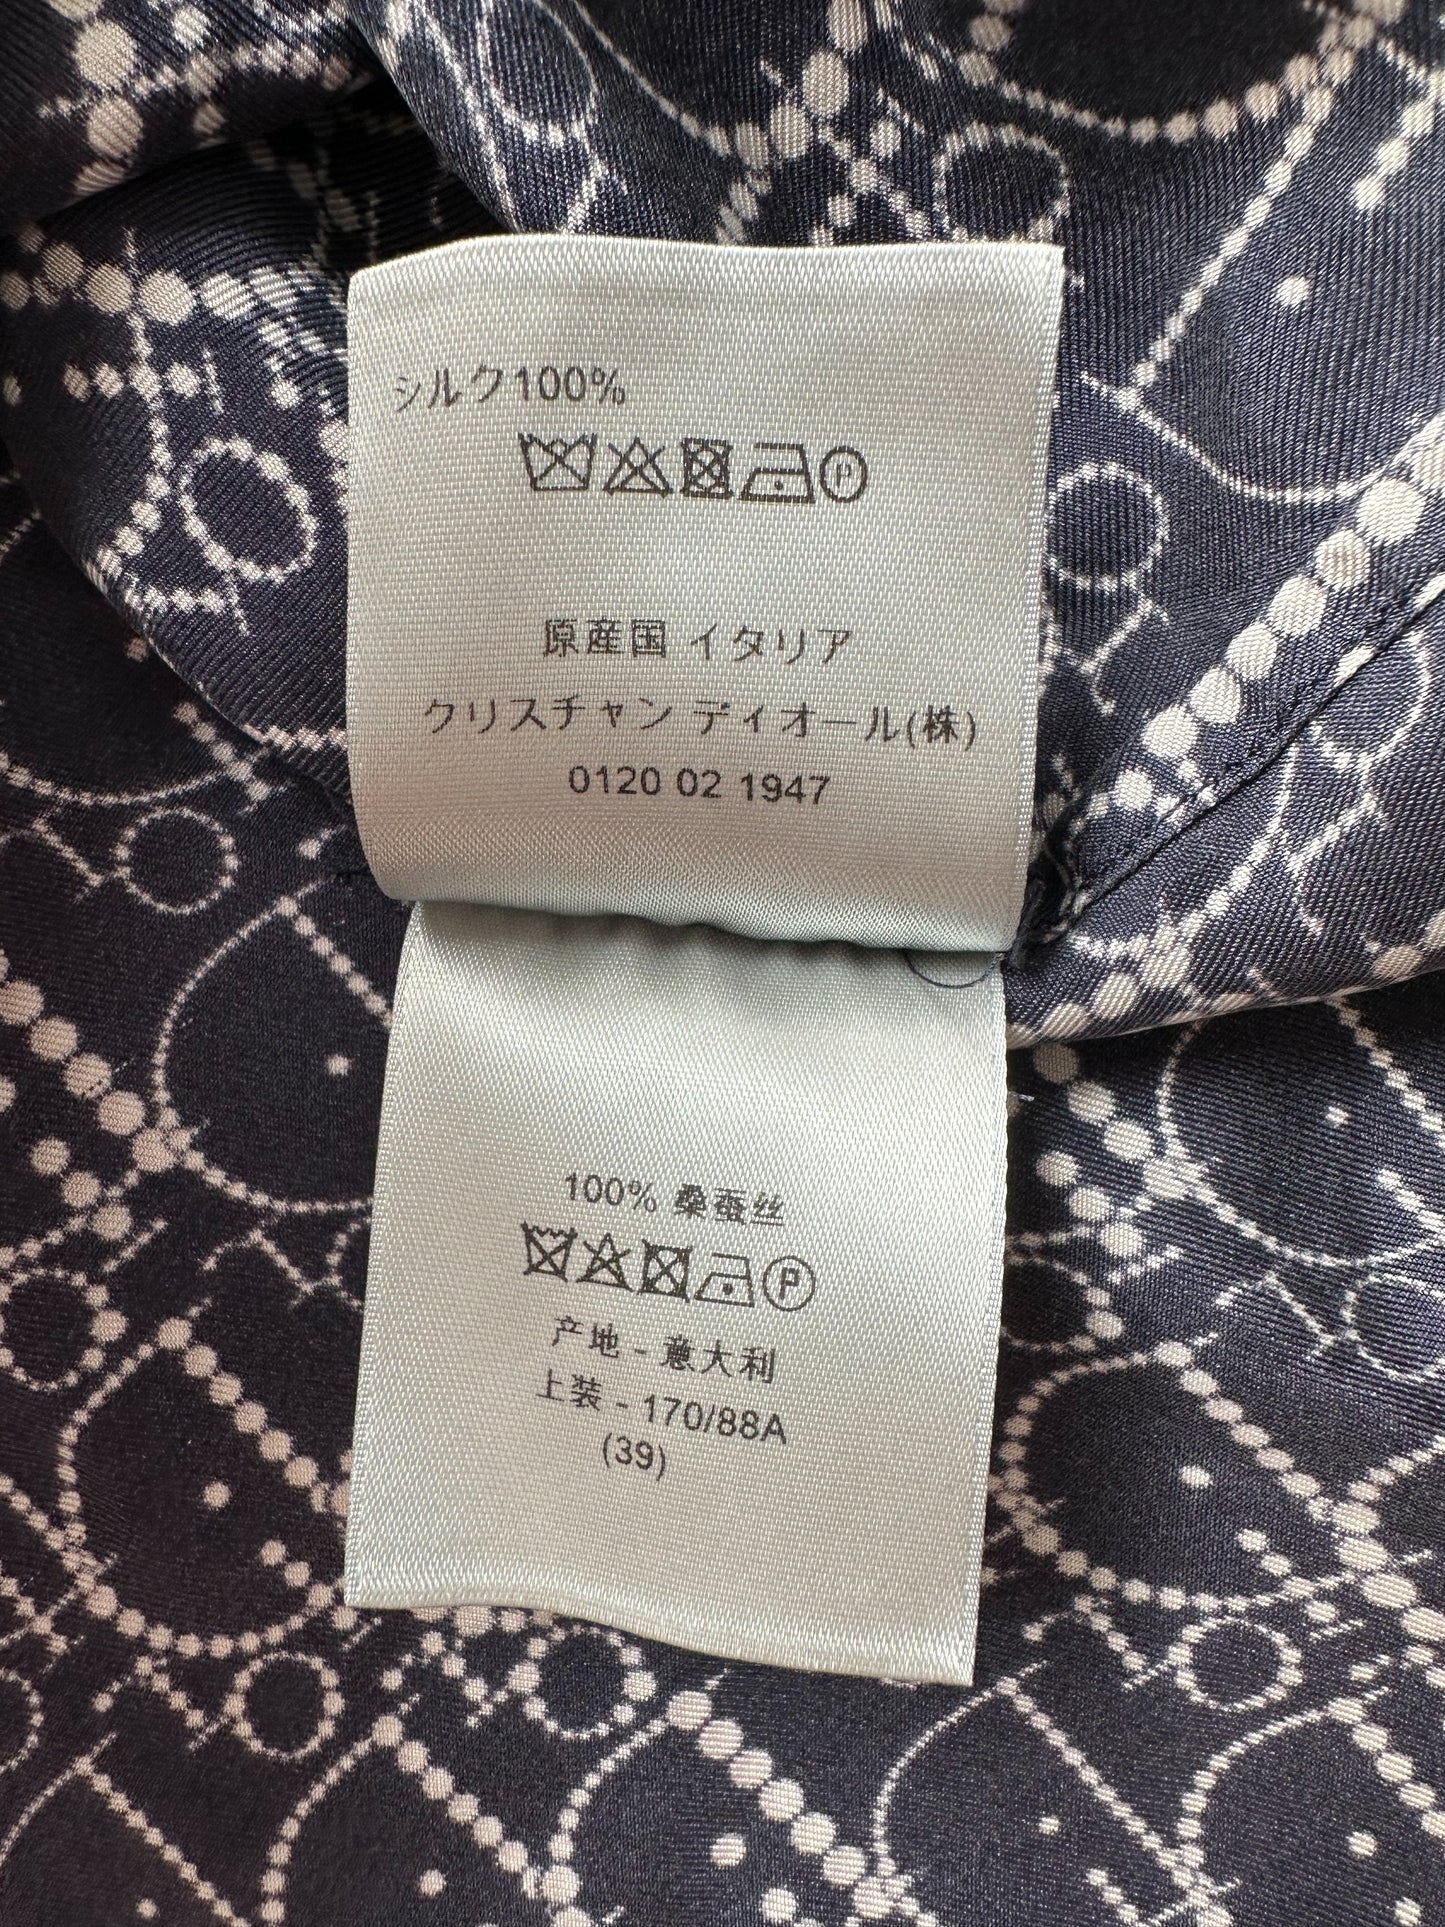 シルク100%
原産国 イタリア
クリスチャン ディオール(株)
0120 02 1947
100% 桑蚕丝
产地 - 意大利
上装 - 170/88A
(39)